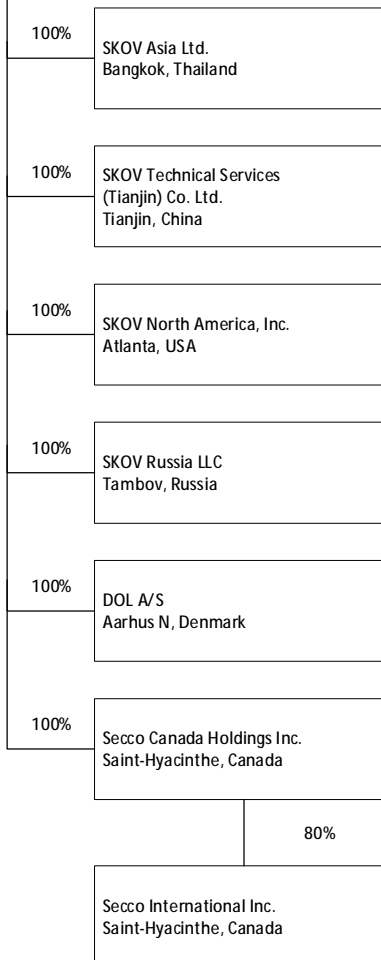 100%
SKOV Asia Ltd.
Bangkok, Thailand
100%
SKOV Technical Services
(Tianjin) Co. Ltd.
Tianjin, China
100%
SKOV North America, Inc.
Atlanta, USA
100%
SKOV Russia LLC
Tambov, Russia
100%
DOL A/S
Aarhus N, Denmark
100%
Secco Canada Holdings Inc.
Saint-Hyacinthe, Canada
80%
Secco International Inc.
Saint-Hyacinthe, Canada